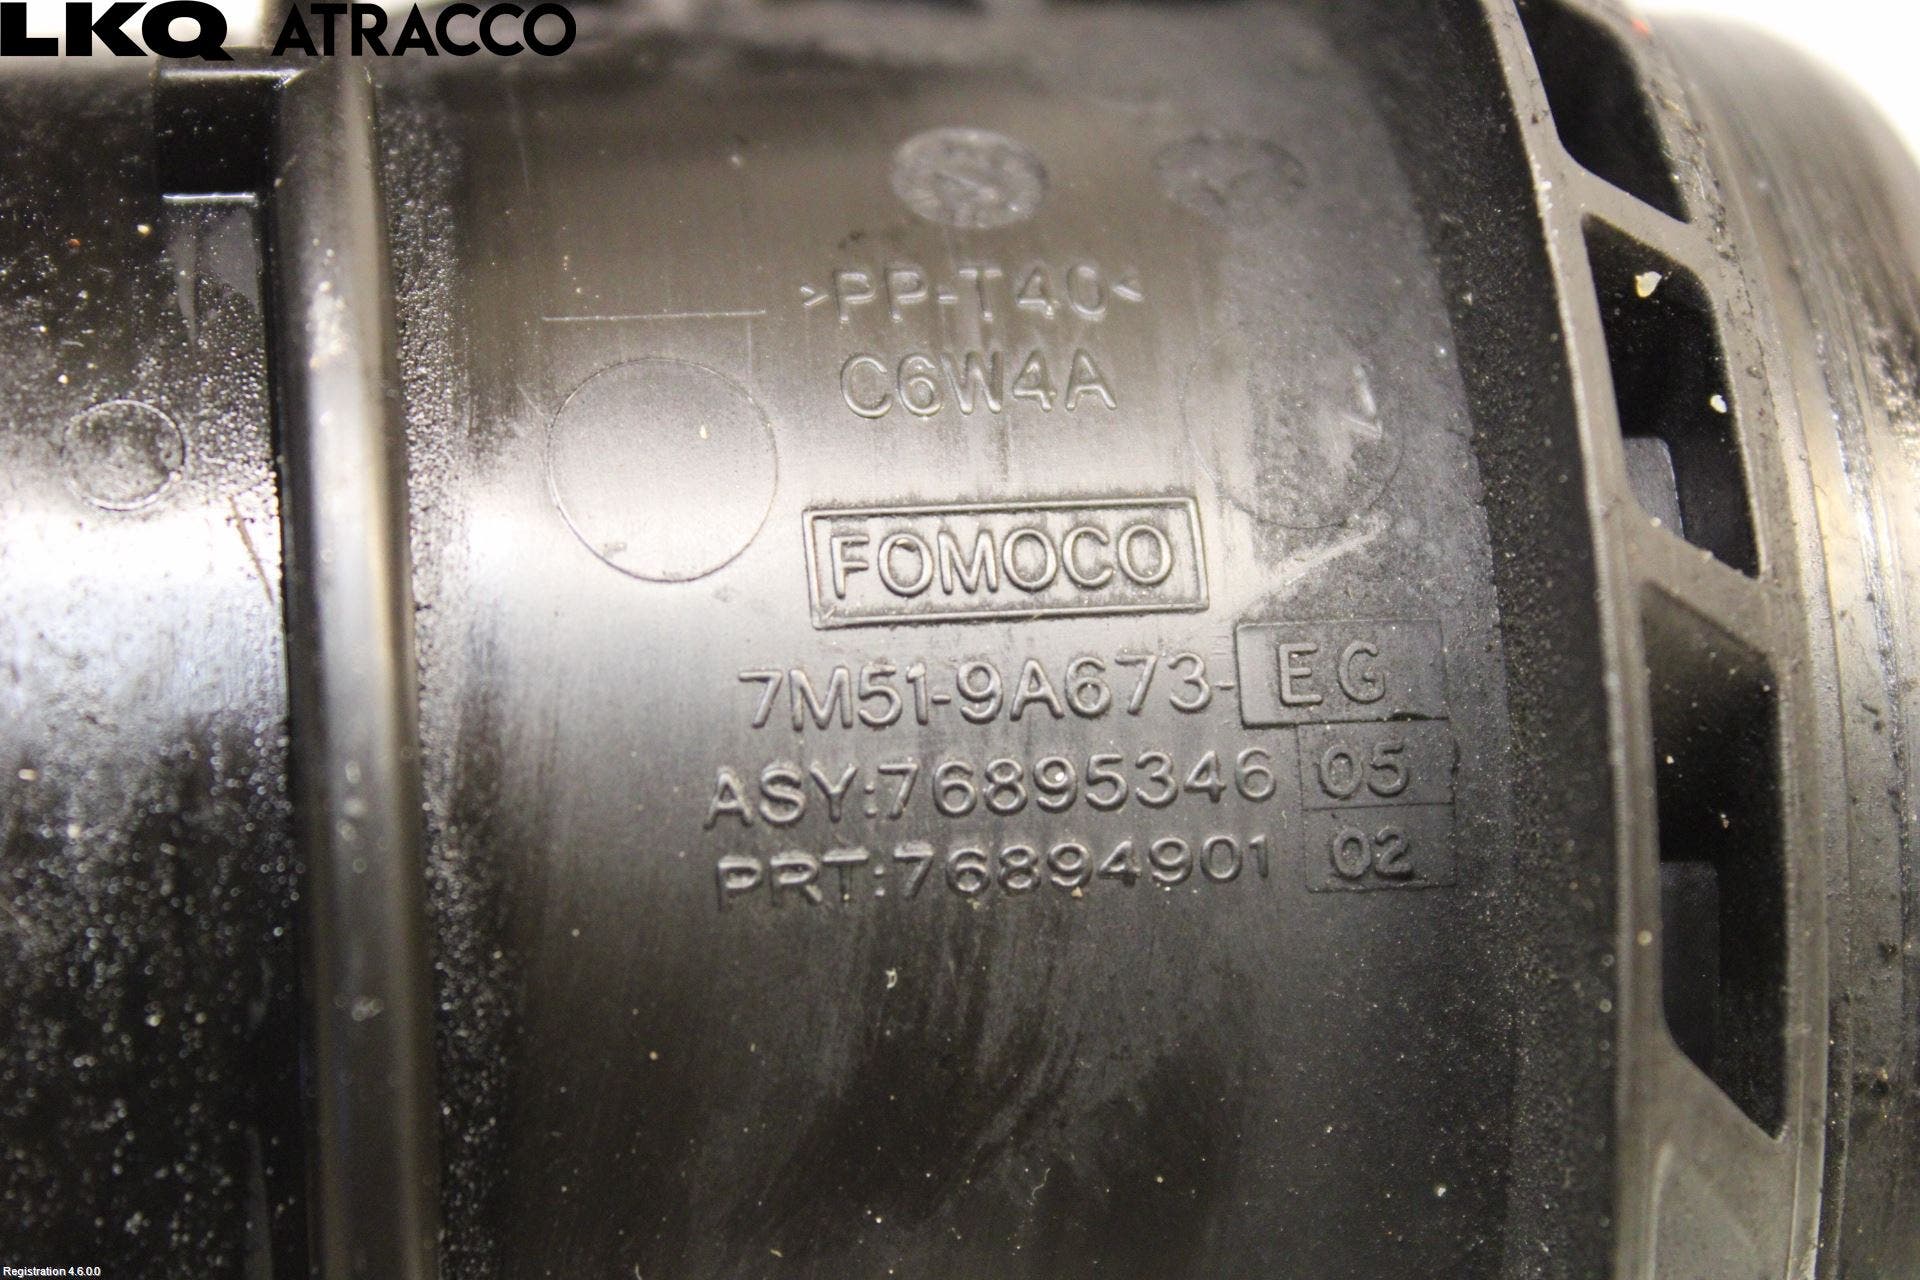 LKQ ATRACCO
>PP-T40<
C6W4A
FOMOCO
7M51-9A673-EG
ASY:76895346 05
PRT:76894901 02
Registration 4.6.0.0